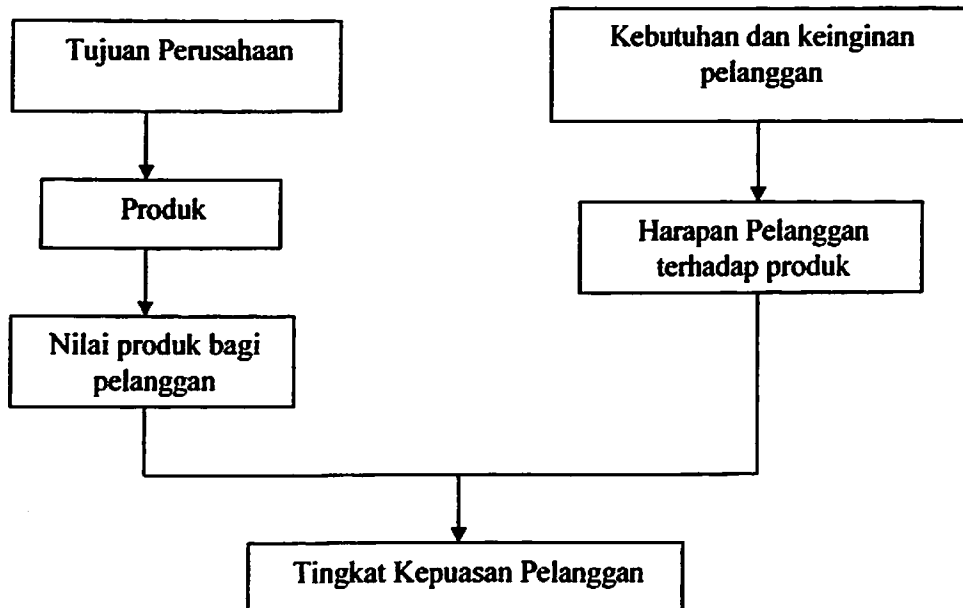 Tujuan Perusahaan
Kebutuhan dan keinginan
pelanggan
Produk
Harapan Pelanggan
terhadap produk
Nilai produk bagi
pelanggan
Tingkat Kepuasan Pelanggan